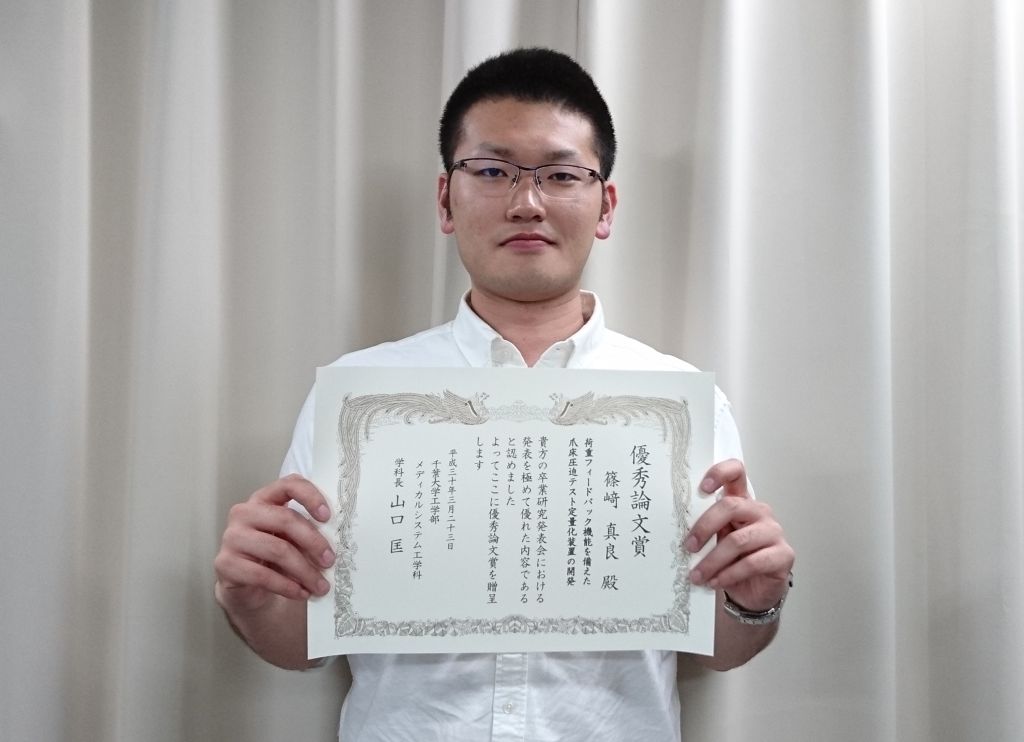 優秀論文賞
篠﨑 真良 殿
荷重フィードバック機能を備えた
爪床圧迫テスト定量化装置の開発
貴方の卒業研究発表会における
発表を極めて優れた内容である
と認めました
よってここに優秀論文賞を贈呈
します
平成三十年三月二十三日
千葉大学工学部
メディカルシステム工学科
学科長 山口 匡